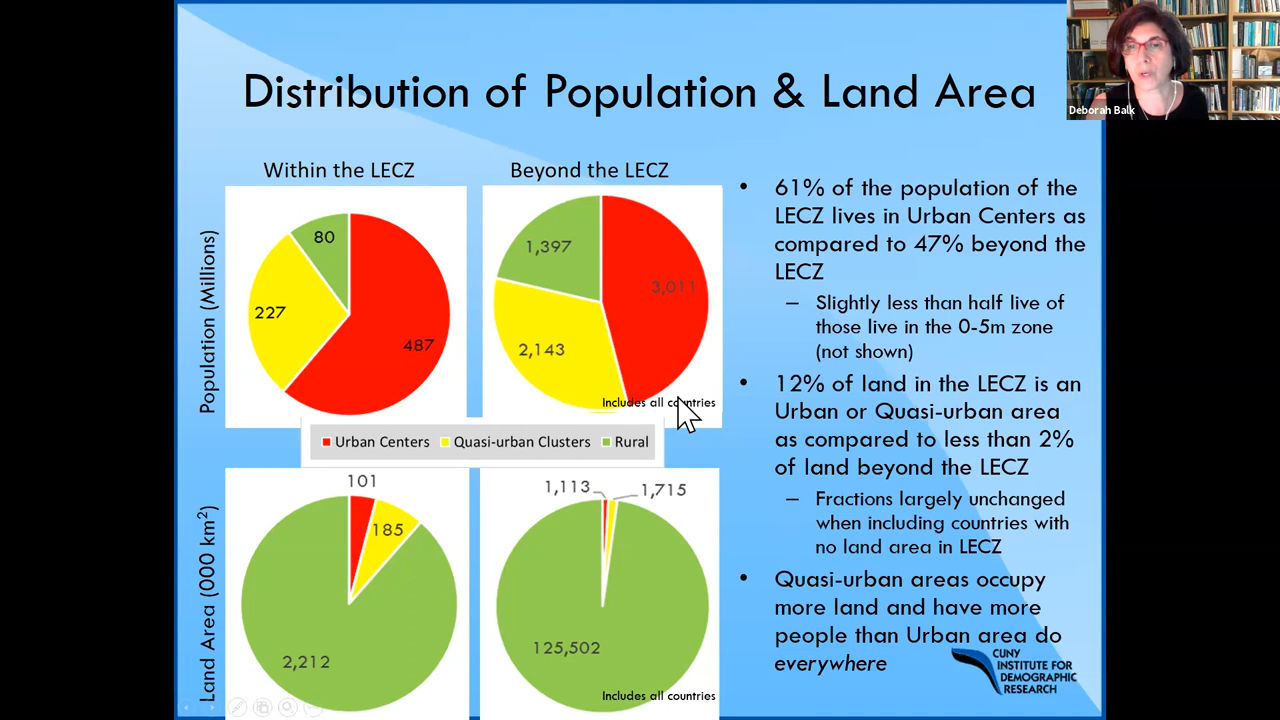 Distribution of Population & Land Area
Deborah Balk
Within the LECZ
Beyond the LECZ
Population (Millions)
80
227
487
1,397
3,011
2,143
Includes all countries
Urban Centers
Quasi-urban Clusters
Rural
Land Area (000 km²)
101
185
2,212
1,113
1,715
125,502
Includes all countries
• 61% of the population of the
LECZ lives in Urban Centers as
compared to 47% beyond the
LECZ
– Slightly less than half live of
those live in the 0-5m zone
(not shown)
• 12% of land in the LECZ is an
Urban or Quasi-urban area
as compared to less than 2%
of land beyond the LECZ
– Fractions largely unchanged
when including countries with
no land area in LECZ
• Quasi-urban areas occupy
more land and have more
people than Urban area do
everywhere
CUNY
INSTITUTE FOR
DEMOGRAPHIC
RESEARCH